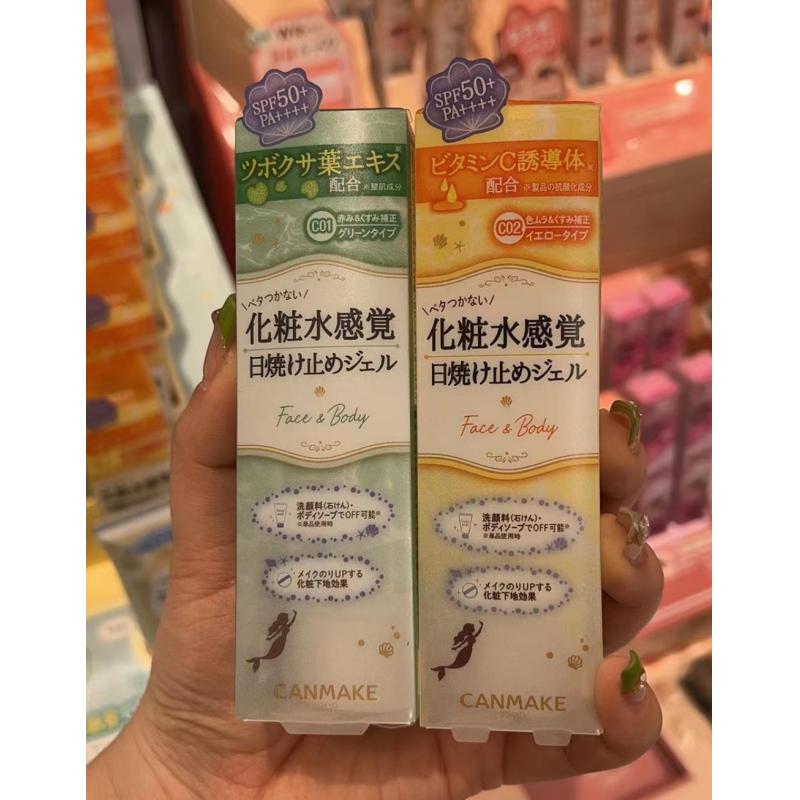 SPF50+
PA++++
ツボクサ葉エキス※
配合 ※整肌成分
C01
赤み&くすみ補正
グリーンタイプ
\ベタつかない/
化粧水感覚
日焼け止めジェル
Face & Body
洗顔料(石けん)・
ボディソープでOFF可能※
※単品使用時
メイクのりUPする
化粧下地効果
CANMAKE
SPF50+
PA++++
ビタミンC誘導体※
配合 ※製品の抗酸化成分
C02
色ムラ&くすみ補正
イエロータイプ
\ベタつかない/
化粧水感覚
日焼け止めジェル
Face & Body
洗顔料(石けん)・
ボディソープでOFF可能※
※単品使用時
メイクのりUPする
化粧下地効果
CANMAKE